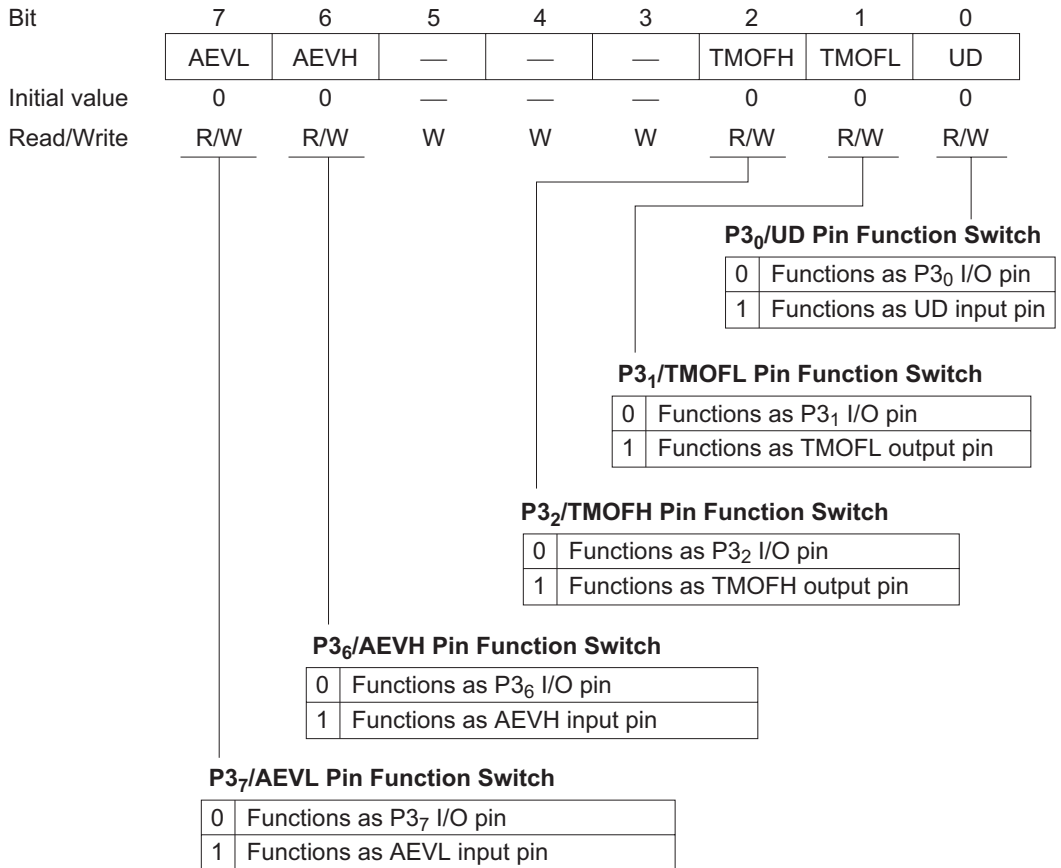 Bit 7 6 5 4 3 2 1 0
AEVL AEVH — — — TMOFH TMOFL UD
Initial value 0 0 — — — 0 0 0
Read/Write R/W R/W W W W R/W R/W R/W
P3₀/UD Pin Function Switch
0 Functions as P3₀ I/O pin
1 Functions as UD input pin
P3₁/TMOFL Pin Function Switch
0 Functions as P3₁ I/O pin
1 Functions as TMOFL output pin
P3₂/TMOFH Pin Function Switch
0 Functions as P3₂ I/O pin
1 Functions as TMOFH output pin
P3₆/AEVH Pin Function Switch
0 Functions as P3₆ I/O pin
1 Functions as AEVH input pin
P3₇/AEVL Pin Function Switch
0 Functions as P3₇ I/O pin
1 Functions as AEVL input pin